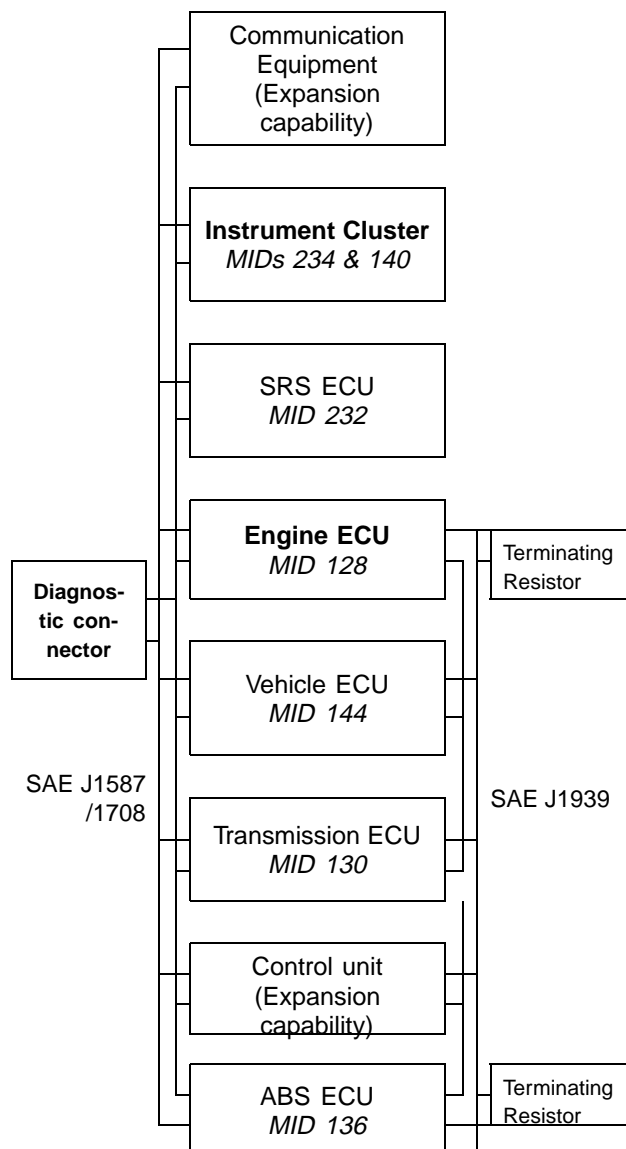 Communication
Equipment
(Expansion
capability)
Instrument Cluster
MIDs 234 & 140
SRS ECU
MID 232
Engine ECU
MID 128
Terminating
Resistor
Diagnos-
tic con-
nector
Vehicle ECU
MID 144
SAE J1587
/1708
SAE J1939
Transmission ECU
MID 130
Control unit
(Expansion
capability)
ABS ECU
MID 136
Terminating
Resistor